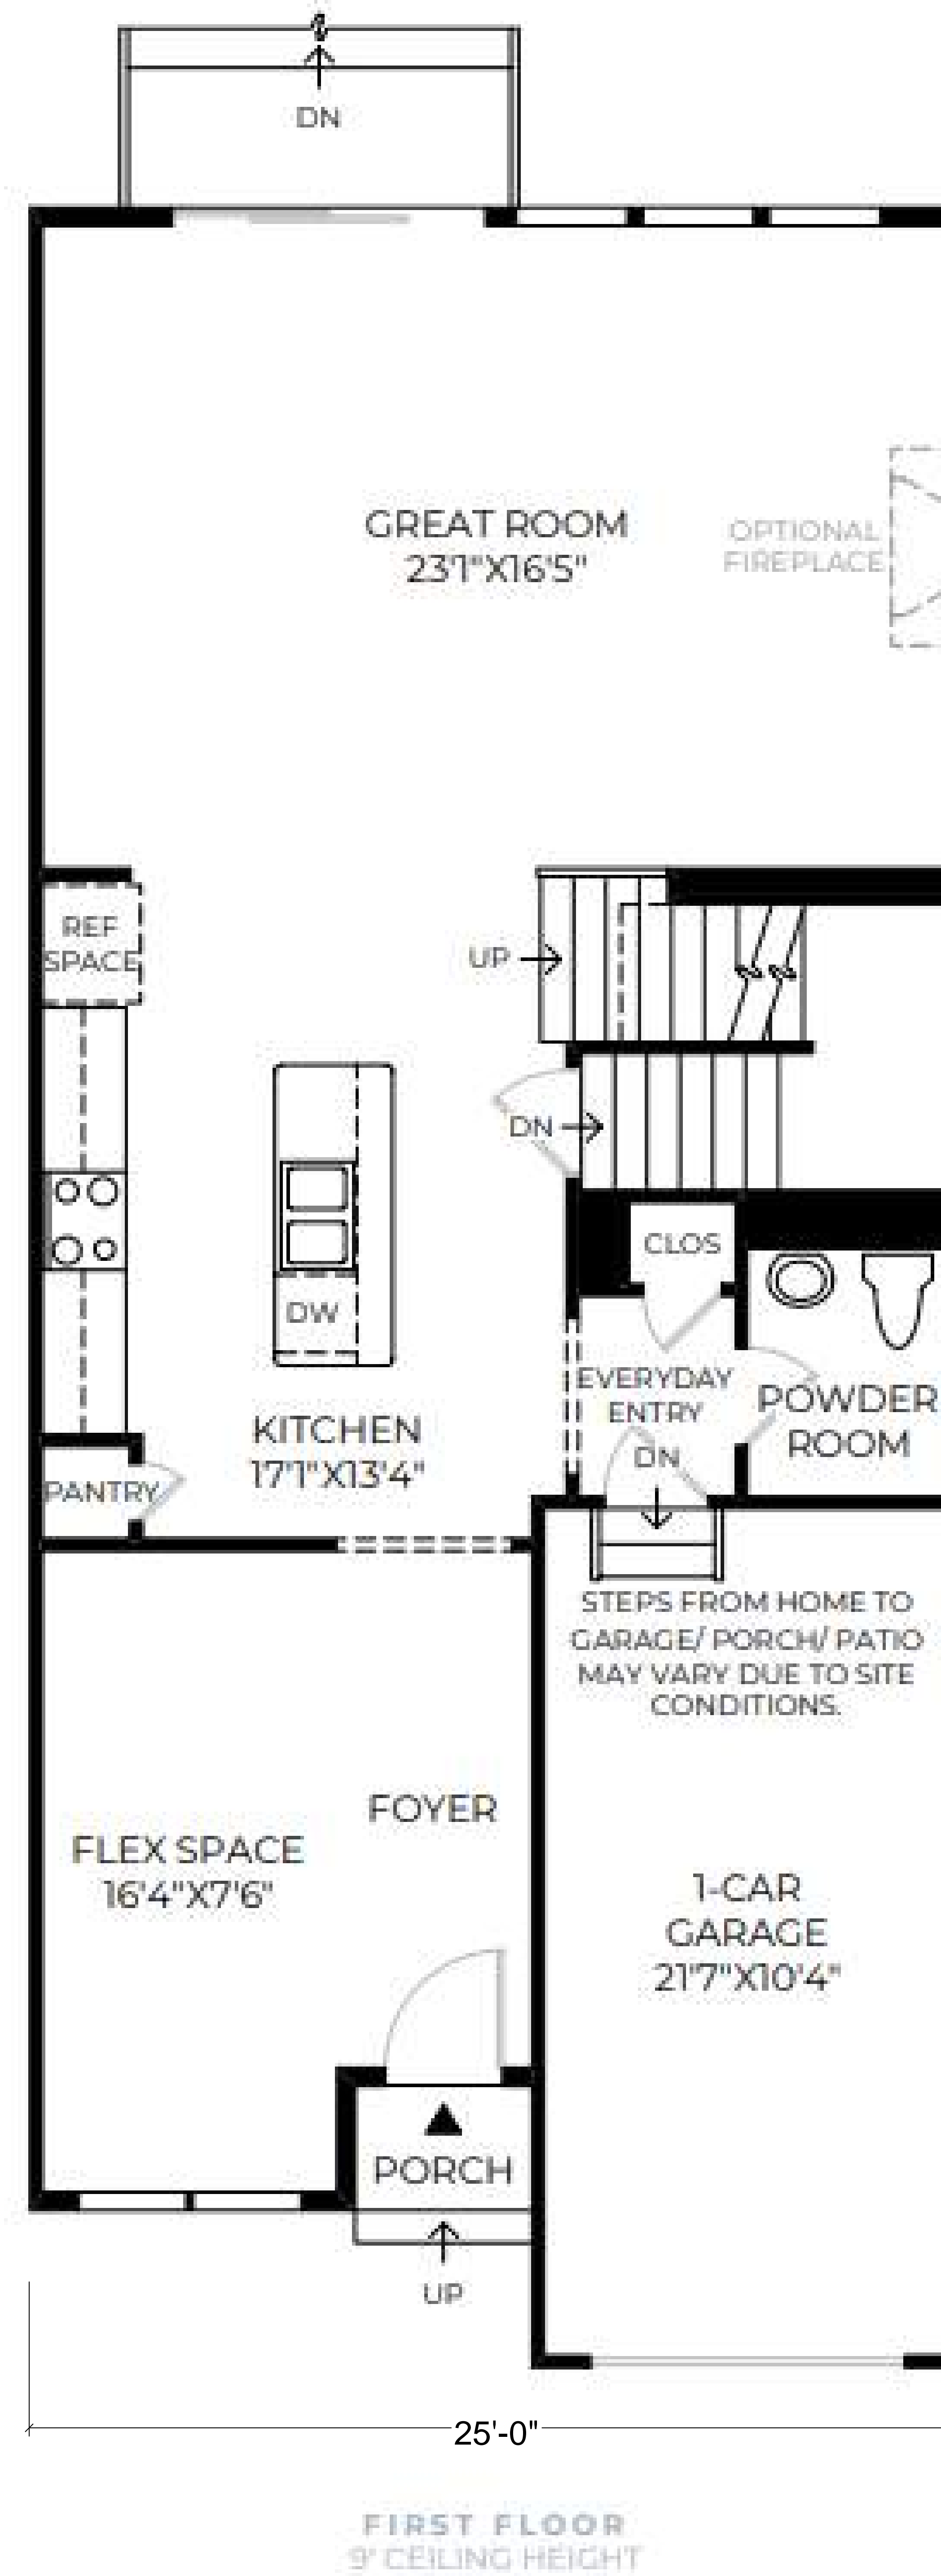 DN
GREAT ROOM
23'1"X16'5"
OPTIONAL
FIREPLACE
REF
SPACE
UP
DN
CLOS
DW
EVERYDAY
ENTRY
DN
POWDER
ROOM
KITCHEN
17'1"X13'4"
PANTRY
STEPS FROM HOME TO
GARAGE/ PORCH/ PATIO
MAY VARY DUE TO SITE
CONDITIONS.
FOYER
FLEX SPACE
16'4"X7'6"
1-CAR
GARAGE
21'7"X10'4"
PORCH
UP
25'-0"
FIRST FLOOR
9' CEILING HEIGHT